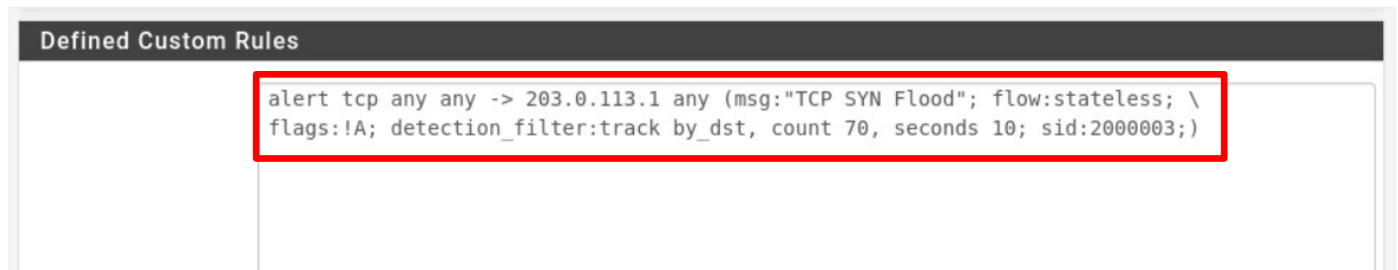 Defined Custom Rules
alert tcp any any -> 203.0.113.1 any (msg:"TCP SYN Flood"; flow:stateless; \
flags:!A; detection_filter:track by_dst, count 70, seconds 10; sid:2000003;)